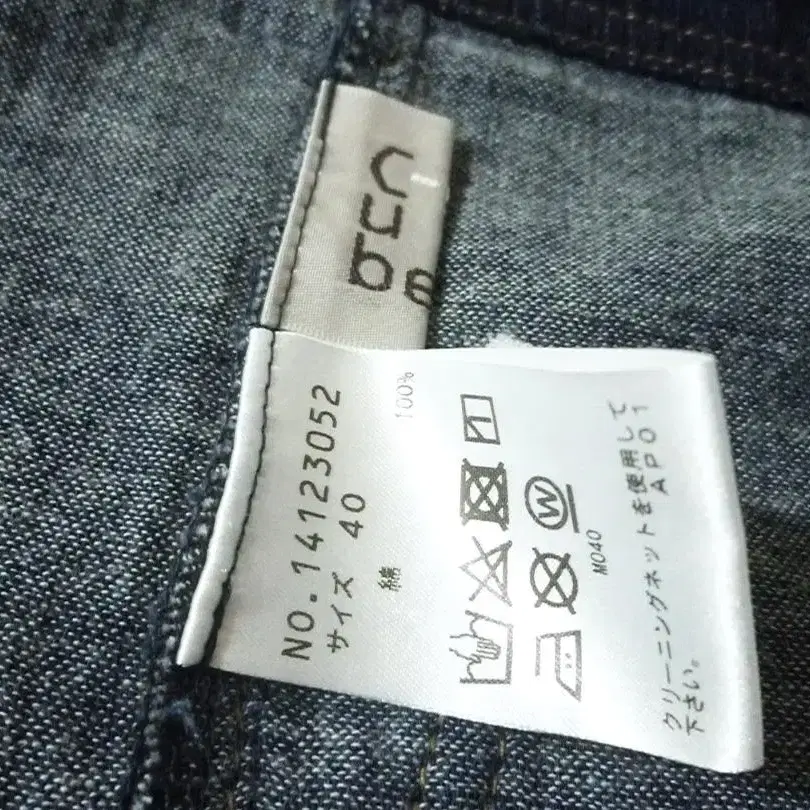 Cube
NO.14123052
サイズ 40
綿 100%
W
M040
クリーニングネットを使用して
下さい。 AP01